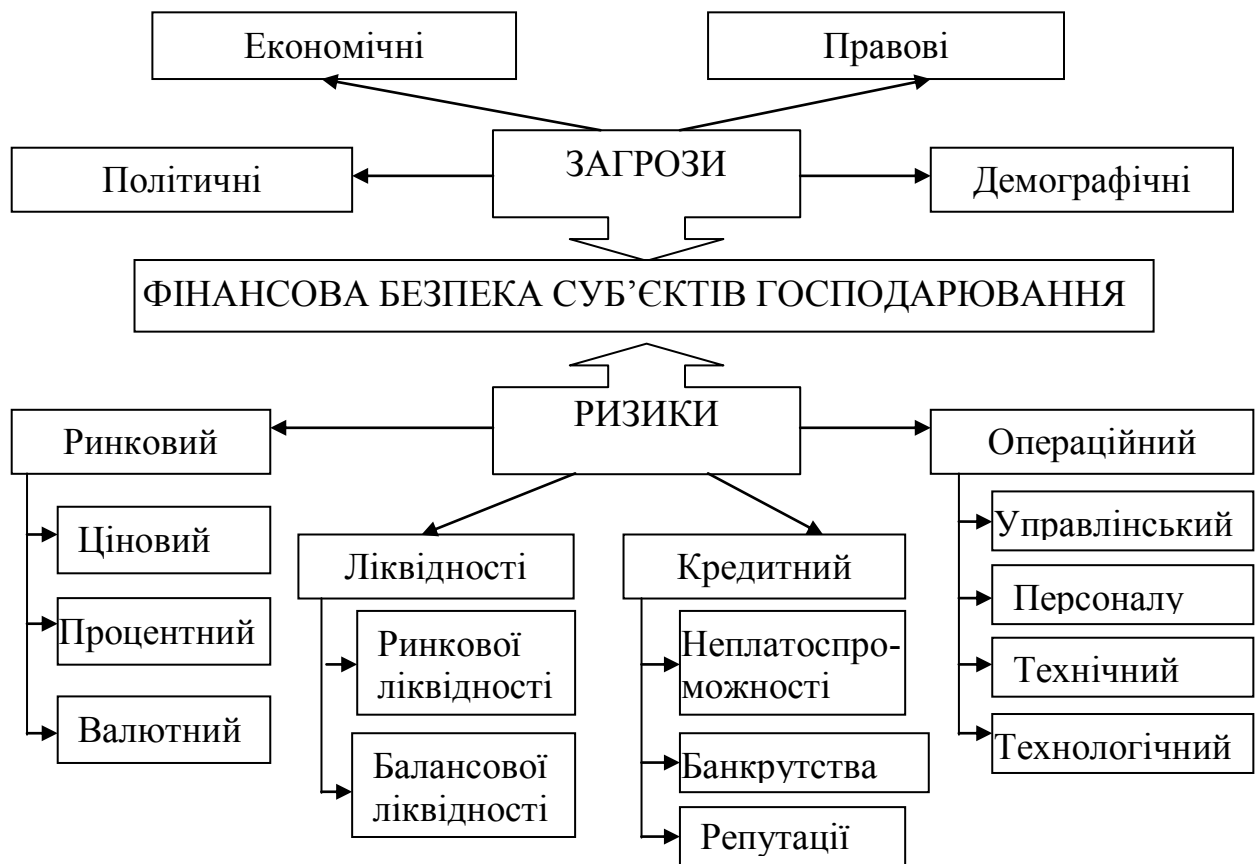 Економічні
Правові
ЗАГРОЗИ
Політичні
Демографічні
ФІНАНСОВА БЕЗПЕКА СУБ’ЄКТІВ ГОСПОДАРЮВАННЯ
РИЗИКИ
Ринковий
Ціновий
Процентний
Валютний
Ліквідності
Ринкової
ліквідності
Балансової
ліквідності
Кредитний
Неплатоспро-
можності
Банкрутства
Репутації
Операційний
Управлінський
Персоналу
Технічний
Технологічний